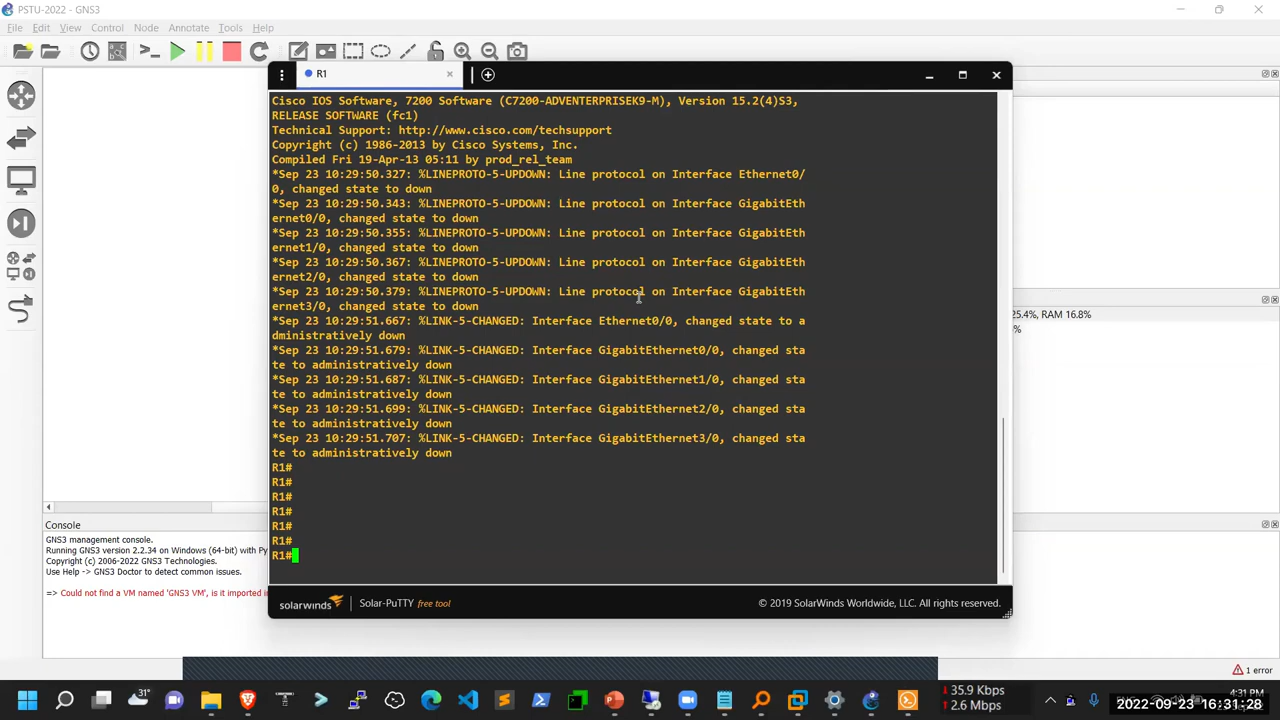 PSTU-2022 - GNS3
File Edit View Control Node Annotate Tools Help
R1
Cisco IOS Software, 7200 Software (C7200-ADVENTERPRISEK9-M), Version 15.2(4)S3,
RELEASE SOFTWARE (fc1)
Technical Support: http://www.cisco.com/techsupport
Copyright (c) 1986-2013 by Cisco Systems, Inc.
Compiled Fri 19-Apr-13 05:11 by prod_rel_team
*Sep 23 10:29:50.327: %LINEPROTO-5-UPDOWN: Line protocol on Interface Ethernet0/
0, changed state to down
*Sep 23 10:29:50.343: %LINEPROTO-5-UPDOWN: Line protocol on Interface GigabitEth
ernet0/0, changed state to down
*Sep 23 10:29:50.355: %LINEPROTO-5-UPDOWN: Line protocol on Interface GigabitEth
ernet1/0, changed state to down
*Sep 23 10:29:50.367: %LINEPROTO-5-UPDOWN: Line protocol on Interface GigabitEth
ernet2/0, changed state to down
*Sep 23 10:29:50.379: %LINEPROTO-5-UPDOWN: Line protocol on Interface GigabitEth
ernet3/0, changed state to down
*Sep 23 10:29:51.667: %LINK-5-CHANGED: Interface Ethernet0/0, changed state to a
dministratively down
*Sep 23 10:29:51.679: %LINK-5-CHANGED: Interface GigabitEthernet0/0, changed sta
te to administratively down
*Sep 23 10:29:51.687: %LINK-5-CHANGED: Interface GigabitEthernet1/0, changed sta
te to administratively down
*Sep 23 10:29:51.699: %LINK-5-CHANGED: Interface GigabitEthernet2/0, changed sta
te to administratively down
*Sep 23 10:29:51.707: %LINK-5-CHANGED: Interface GigabitEthernet3/0, changed sta
te to administratively down
R1#
R1#
R1#
R1#
R1#
R1#
R1#
25.4%, RAM 16.8%
%
solarwinds Solar-PuTTY free tool © 2019 SolarWinds Worldwide, LLC. All rights reserved.
Console
GNS3 management console.
Running GNS3 version 2.2.34 on Windows (64-bit) with Py
Copyright (c) 2006-2022 GNS3 Technologies.
Use Help -> GNS3 Doctor to detect common issues.
=> Could not find a VM named 'GNS3 VM', is it imported in
1 error
31°
35.9 Kbps
2.6 Mbps
4:31 PM
2022-09-23 16:31:28